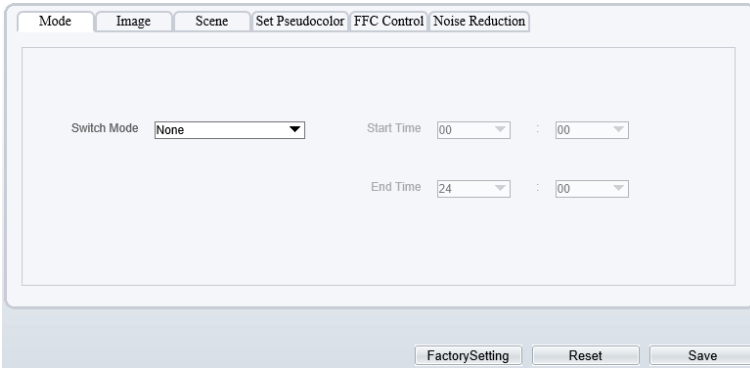 Mode Image Scene Set Pseudocolor FFC Control Noise Reduction
Switch Mode None Start Time 00 : 00
End Time 24 : 00
FactorySetting Reset Save